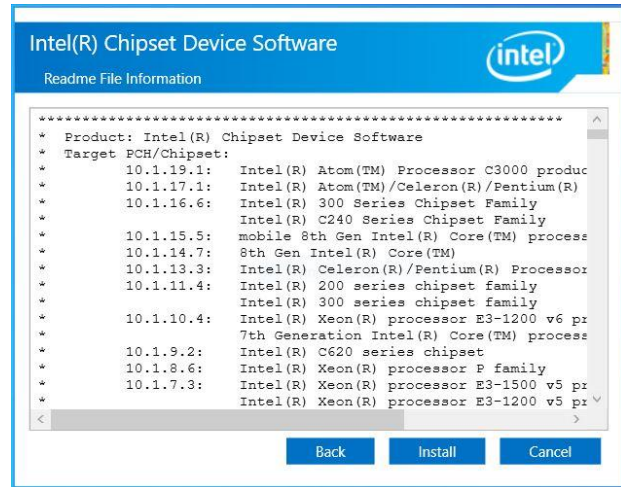 Intel(R) Chipset Device Software
intel
Readme File Information
************************************************************
* Product: Intel(R) Chipset Device Software
* Target PCH/Chipset:
* 10.1.19.1: Intel(R) Atom(TM) Processor C3000 produc
* 10.1.17.1: Intel(R) Atom(TM)/Celeron(R)/Pentium(R)
* 10.1.16.6: Intel(R) 300 Series Chipset Family
* Intel(R) C240 Series Chipset Family
* 10.1.15.5: mobile 8th Gen Intel(R) Core(TM) process
* 10.1.14.7: 8th Gen Intel(R) Core(TM)
* 10.1.13.3: Intel(R) Celeron(R)/Pentium(R) Processor
* 10.1.11.4: Intel(R) 200 series chipset family
* Intel(R) 300 series chipset family
* 10.1.10.4: Intel(R) Xeon(R) processor E3-1200 v6 pr
* 7th Generation Intel(R) Core(TM) process
* 10.1.9.2: Intel(R) C620 series chipset
* 10.1.8.6: Intel(R) Xeon(R) processor P family
* 10.1.7.3: Intel(R) Xeon(R) processor E3-1500 v5 pr
* Intel(R) Xeon(R) processor E3-1200 v5 pr
Back Install Cancel